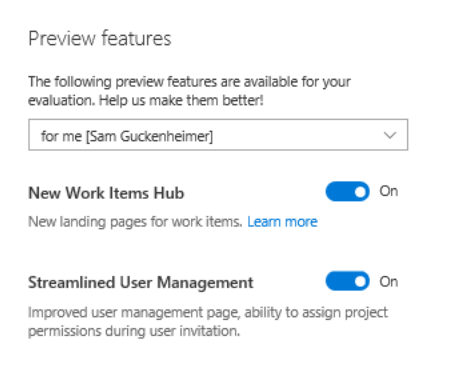 Preview features
The following preview features are available for your
evaluation. Help us make them better!
for me [Sam Guckenheimer]
New Work Items Hub On
New landing pages for work items. Learn more
Streamlined User Management On
Improved user management page, ability to assign project
permissions during user invitation.